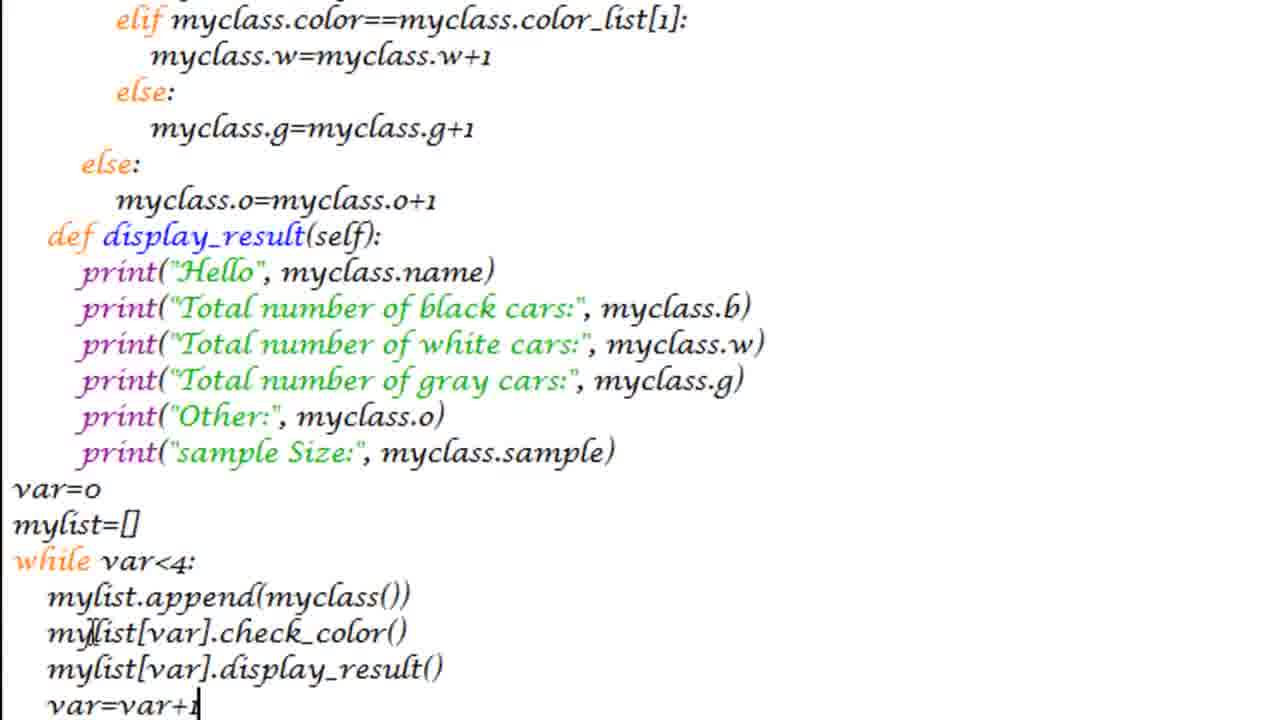 elif myclass.color==myclass.color_list[1]:
myclass.w=myclass.w+1
else:
myclass.g=myclass.g+1
else:
myclass.o=myclass.o+1
def display_result(self):
print("Hello", myclass.name)
print("Total number of black cars:", myclass.b)
print("Total number of white cars:", myclass.w)
print("Total number of gray cars:", myclass.g)
print("Other:", myclass.o)
print("sample Size:", myclass.sample)
var=0
mylist=[]
while var<4:
mylist.append(myclass())
mylist[var].check_color()
mylist[var].display_result()
var=var+1